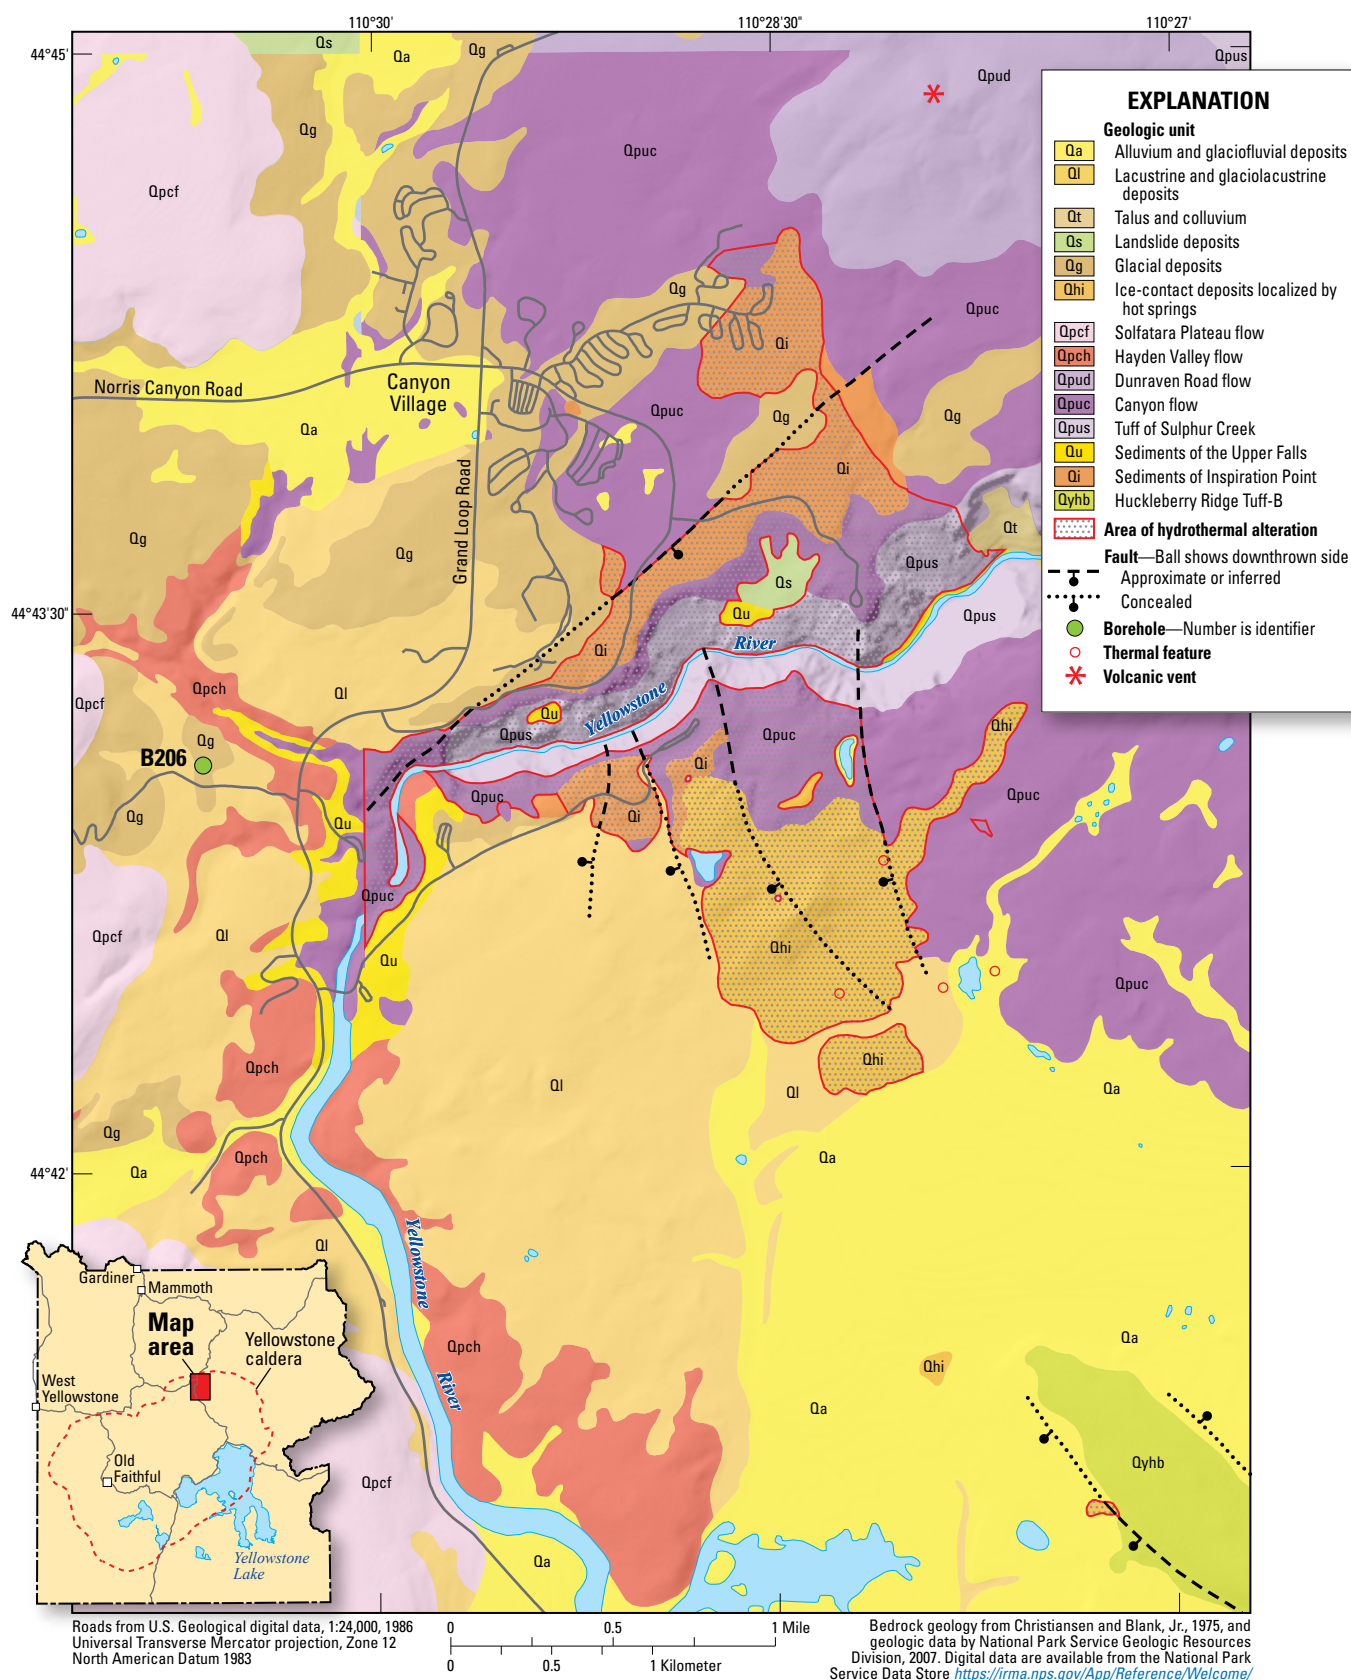 110°30'
110°28'30"
110°27'
44°45'
44°43'30"
44°42'
Qs
Qa
Qg
Qpud
Qpus
Qg
Qpuc
Qpcf
Qg
Qpuc
Qi
Norris Canyon Road
Canyon
Village
Qpuc
Qg
Qg
Qa
Grand Loop Road
Qi
Qg
Qg
Qt
Qs
Qpus
Qu
Qpus
River
Qi
Qpch
Ql
Yellowstone
Qpcf
Qu
Qhi
Qg
Qpus
Qpuc
B206
Qi
Qpuc
Qpuc
Qg
Qu
Qi
Qpuc
Qpcf
Ql
Qu
Qhi
Qpuc
Qpch
Ql
Qhi
Ql
Qa
Qg
Qpch
Qa
Qa
Yellowstone
Ql
Qpch
River
Qhi
Qa
Qa
Qpcf
Qyhb
Qa
EXPLANATION
Geologic unit
Qa Alluvium and glaciofluvial deposits
Ql Lacustrine and glaciolacustrine
deposits
Qt Talus and colluvium
Qs Landslide deposits
Qg Glacial deposits
Qhi Ice-contact deposits localized by
hot springs
Qpcf Solfatara Plateau flow
Qpch Hayden Valley flow
Qpud Dunraven Road flow
Qpuc Canyon flow
Qpus Tuff of Sulphur Creek
Qu Sediments of the Upper Falls
Qi Sediments of Inspiration Point
Qyhb Huckleberry Ridge Tuff-B
Area of hydrothermal alteration
Fault—Ball shows downthrown side
Approximate or inferred
Concealed
Borehole—Number is identifier
Thermal feature
Volcanic vent
Gardiner
Mammoth
Map
area
Yellowstone
caldera
West
Yellowstone
Old
Faithful
Yellowstone
Lake
Roads from U.S. Geological digital data, 1:24,000, 1986
Universal Transverse Mercator projection, Zone 12
North American Datum 1983
0 0.5 1 Mile
0 0.5 1 Kilometer
Bedrock geology from Christiansen and Blank, Jr., 1975, and
geologic data by National Park Service Geologic Resources
Division, 2007. Digital data are available from the National Park
Service Data Store https://irma.nps.gov/App/Reference/Welcome/